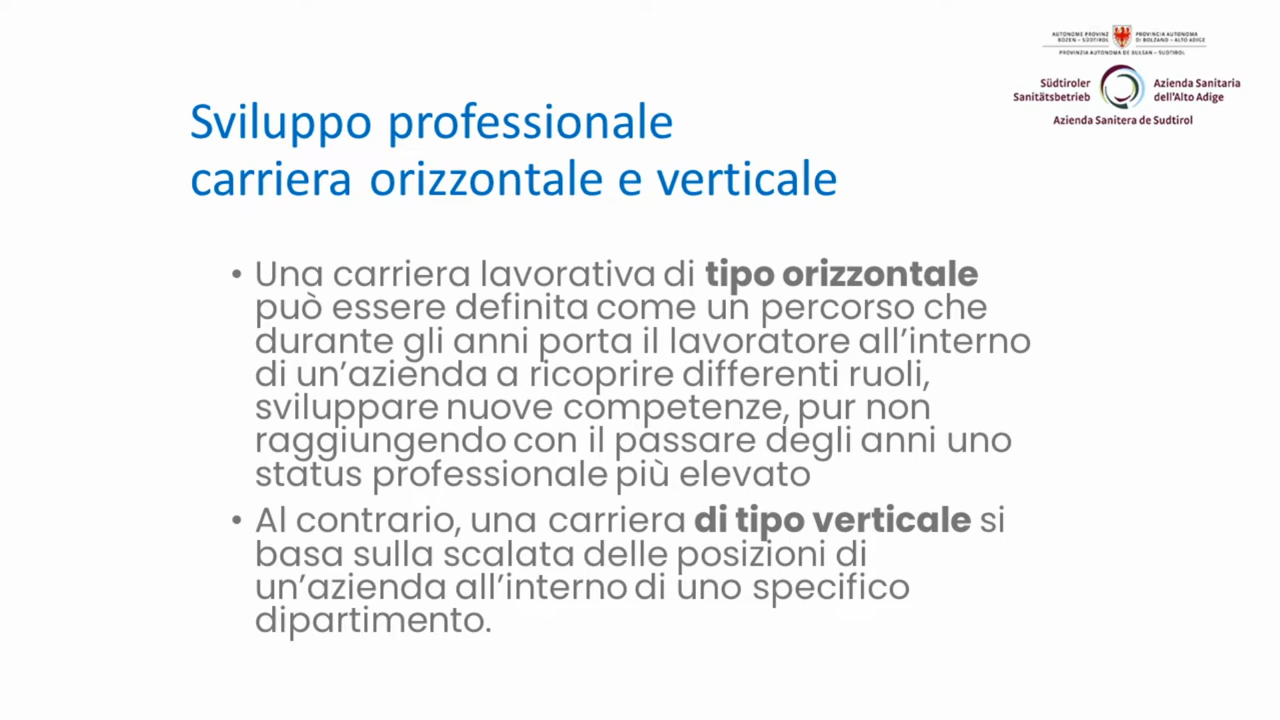 AUTONOME PROVINZ
BOZEN - SÜDTIROL
PROVINCIA AUTONOMA
DI BOLZANO - ALTO ADIGE
PROVINZIA AUTONOMA DE BULSAN - SÜDTIROL
Südtiroler
Sanitätsbetrieb
Azienda Sanitaria
dell'Alto Adige
Azienda Sanitera de Sudtirol
Sviluppo professionale
carriera orizzontale e verticale
• Una carriera lavorativa di tipo orizzontale
può essere definita come un percorso che
durante gli anni porta il lavoratore all’interno
di un’azienda a ricoprire differenti ruoli,
sviluppare nuove competenze, pur non
raggiungendo con il passare degli anni uno
status professionale più elevato
• Al contrario, una carriera di tipo verticale si
basa sulla scalata delle posizioni di
un’azienda all’interno di uno specifico
dipartimento.